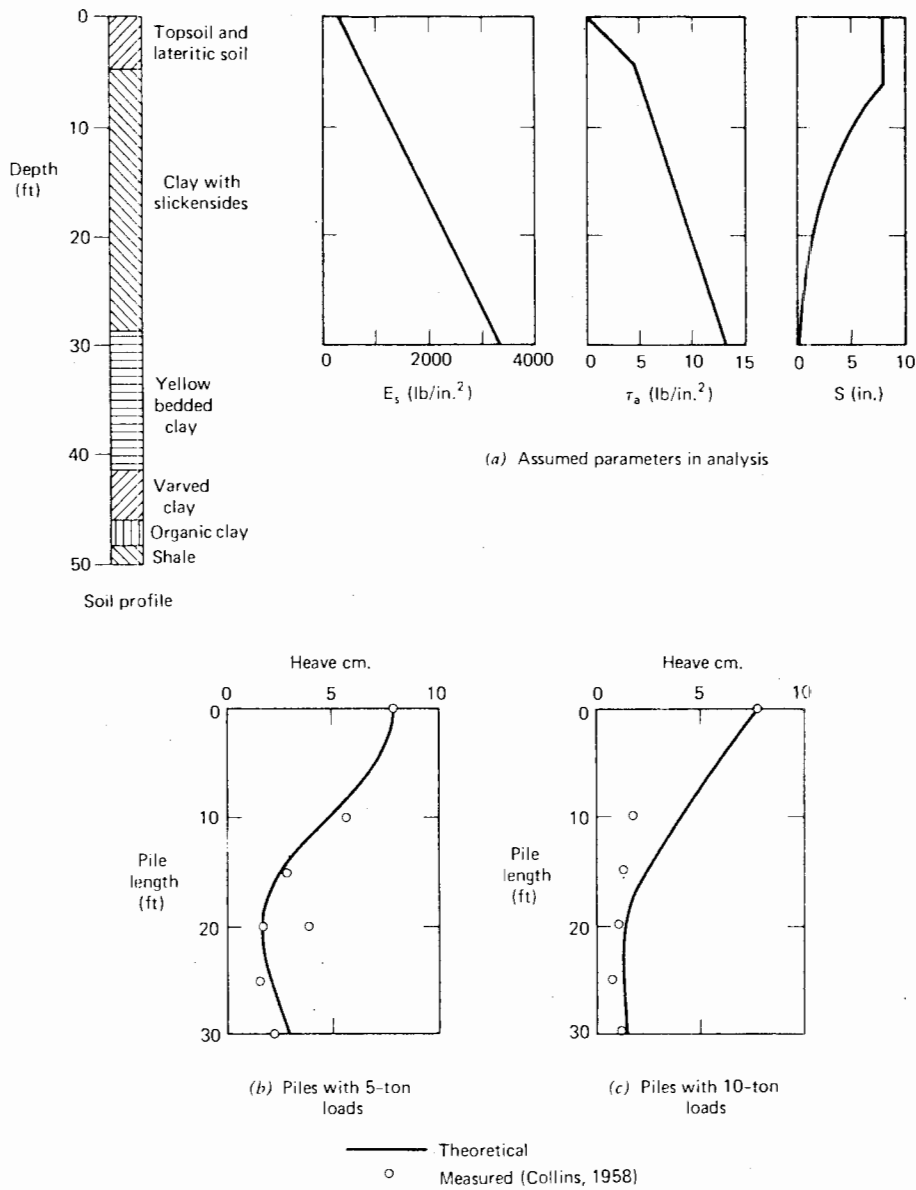 0
10
20
30
40
50
Depth
(ft)
Topsoil and
lateritic soil
Clay with
slickensides
Yellow
bedded
clay
Varved
clay
Organic clay
Shale
Soil profile
0 2000 4000
E_s (lb/in.²)
0 5 10 15
τ_a (lb/in.²)
0 5 10
S (in.)
(a) Assumed parameters in analysis
Heave cm.
0 5 10
0
10
20
30
Pile
length
(ft)
(b) Piles with 5-ton
loads
Heave cm.
0 5 10
0
10
20
30
Pile
length
(ft)
(c) Piles with 10-ton
loads
Theoretical
Measured (Collins, 1958)